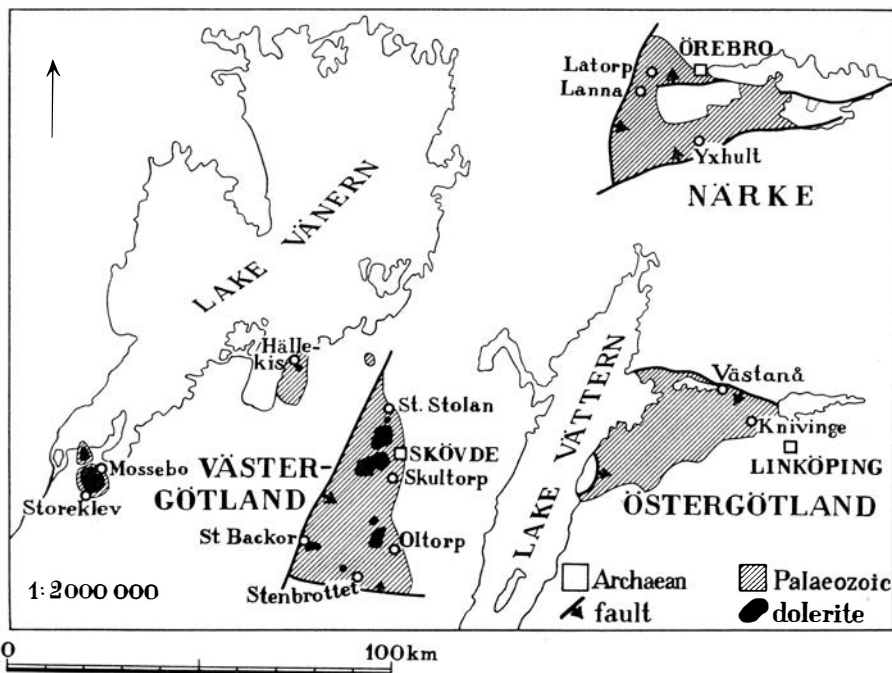 ÖREBRO
Latorp
Lanna
Yxhult
NÄRKE
LAKE VÄNERN
Hälle-
kis
St. Stolan
SKÖVDE
Skultorp
Mossebo
Storeklev
VÄSTER-
GÖTLAND
St Backor
Oltorp
Stenbrottet
LAKE VÄTTERN
Västanå
Knivinge
LINKÖPING
ÖSTERGÖTLAND
1:2000 000
Archaean
Palaeozoic
fault
dolerite
0
100km